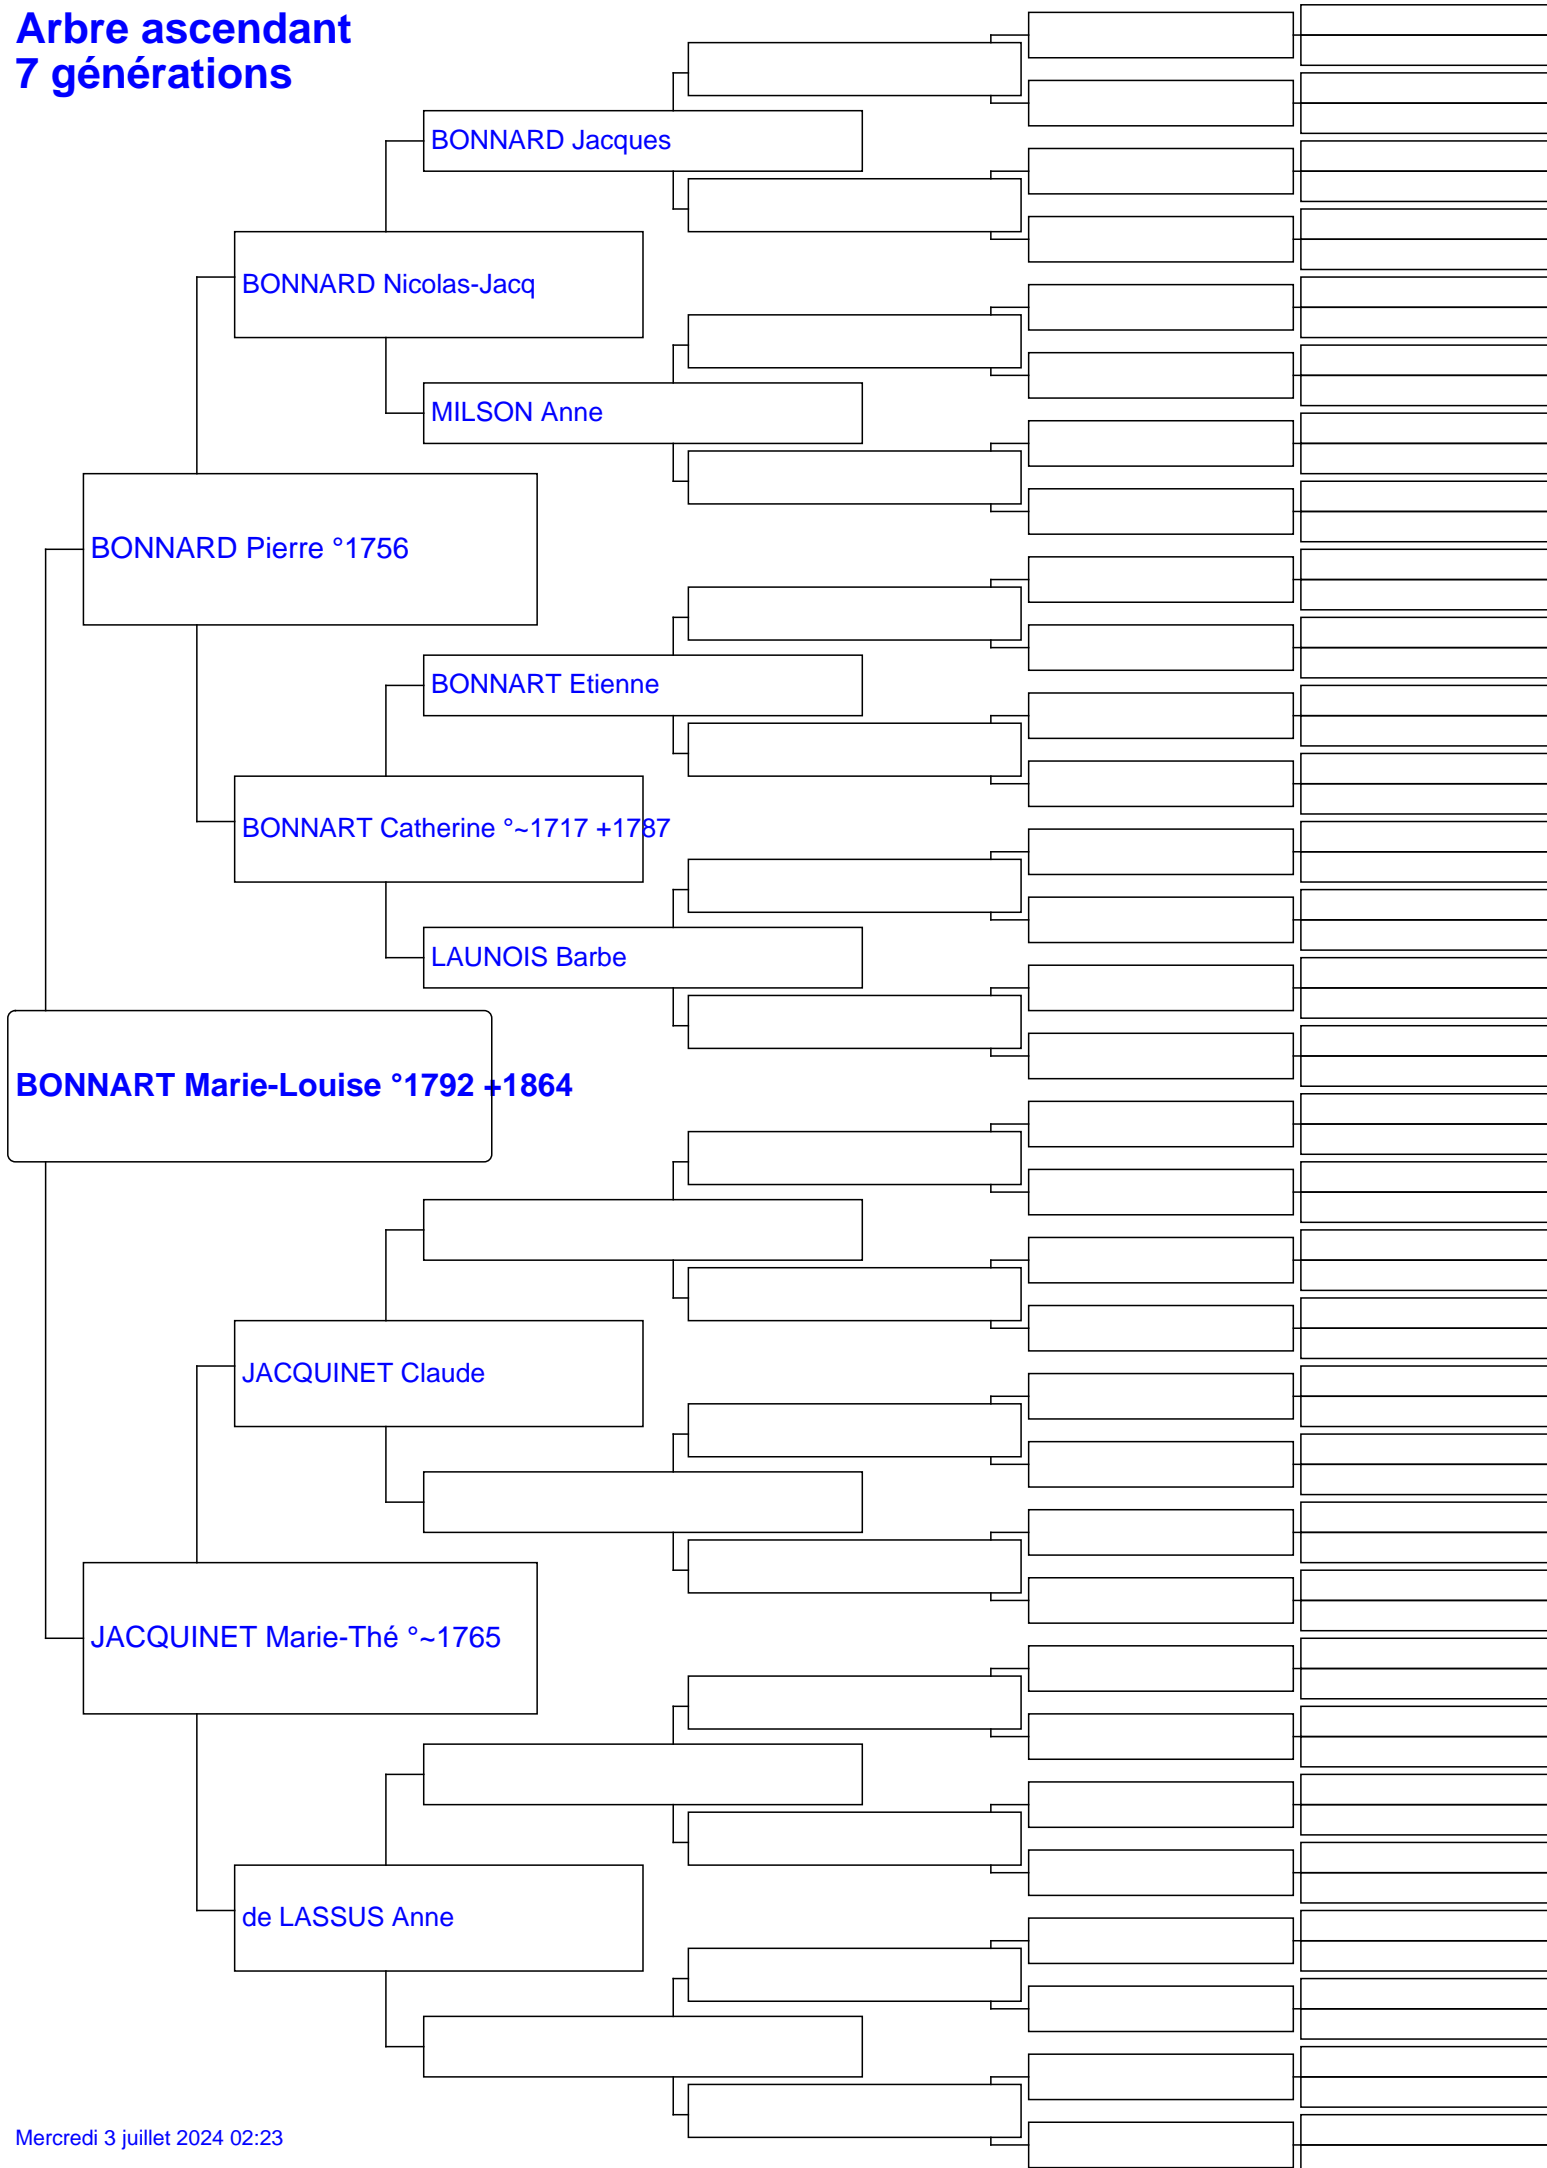 Arbre ascendant
7 générations
BONNARD Jacques
BONNARD Nicolas-Jacq
MILSON Anne
BONNARD Pierre °1756
BONNART Etienne
BONNART Catherine °~1717 +1787
LAUNOIS Barbe
BONNART Marie-Louise °1792 +1864
JACQUINET Claude
JACQUINET Marie-Thé °~1765
de LASSUS Anne
Mercredi 3 juillet 2024 02:23